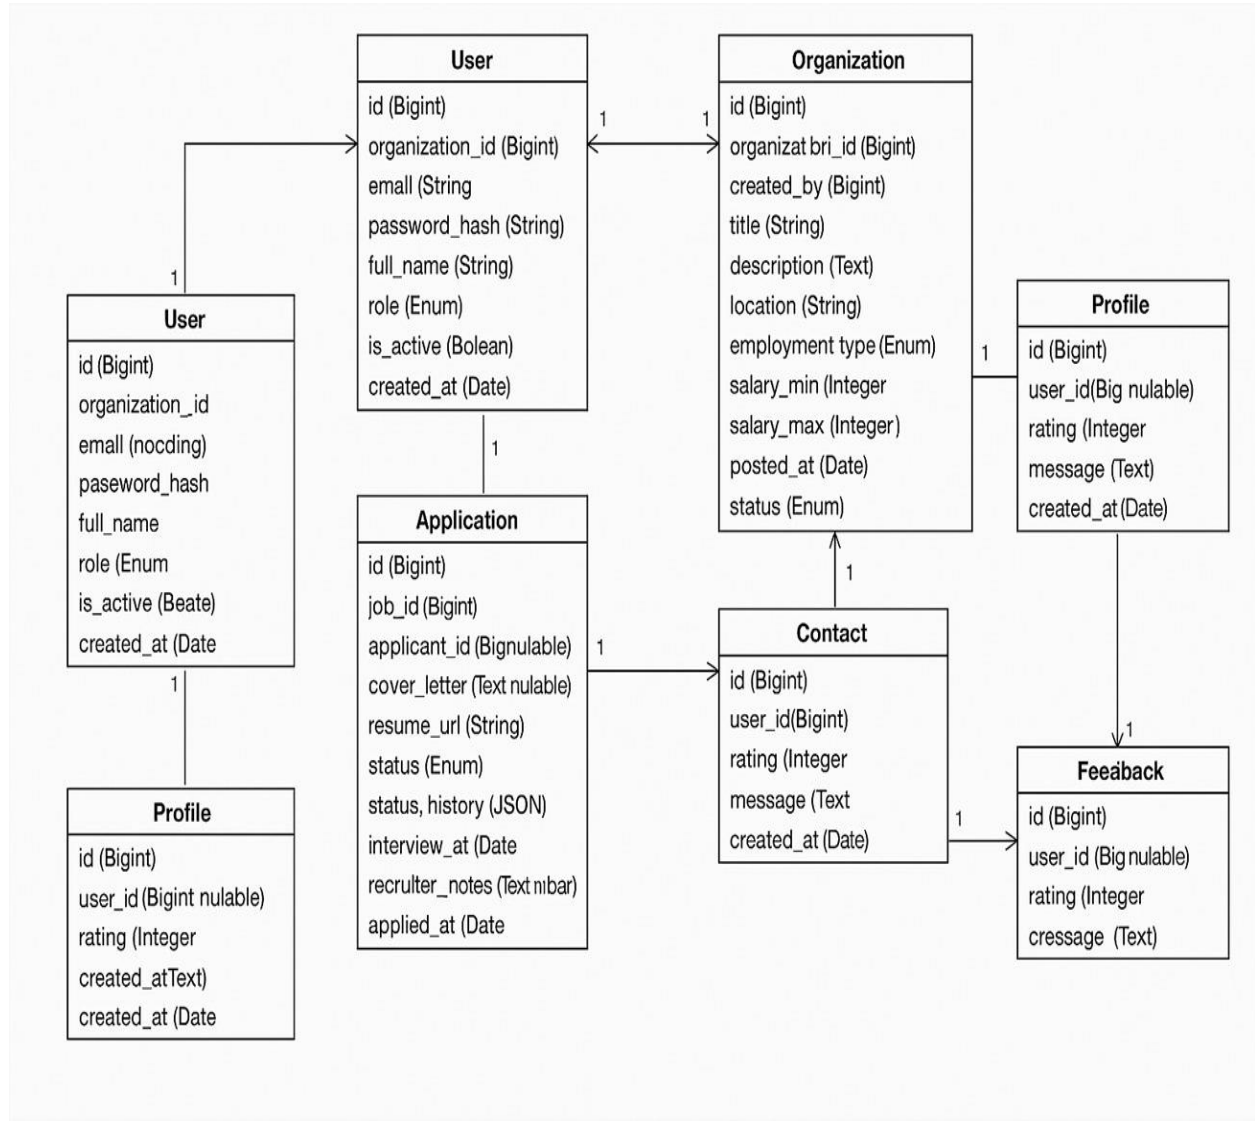 User
id (Bigint)
organization_id (Bigint)
emall (String
password_hash (String)
full_name (String)
role (Enum)
is_active (Bolean)
created_at (Date)
1
1
Organization
id (Bigint)
organizat bri_id (Bigint)
created_by (Bigint)
title (String)
description (Text)
location (String)
employment type (Enum)
salary_min (Integer
salary_max (Integer)
posted_at (Date)
status (Enum)
1
User
id (Bigint)
organization_id
emall (nocding)
paseword_hash
full_name
role (Enum
is_active (Beate)
created_at (Date
1
Profile
id (Bigint)
user_id (Bigint nulable)
rating (Integer
created_atText)
created_at (Date
1
Application
id (Bigint)
job_id (Bigint)
applicant_id (Bignulable)
cover_letter (Text nulable)
resume_url (String)
status (Enum)
status, history (JSON)
interview_at (Date
recrulter_notes (Text nıbar)
applied_at (Date
1
1
Contact
id (Bigint)
user_id(Bigint)
rating (Integer
message (Text
created_at (Date)
1
1
Profile
id (Bigint)
user_id(Big nulable)
rating (Integer
message (Text)
created_at (Date)
1
Feeaback
id (Bigint)
user_id (Big nulable)
rating (Integer
cressage (Text)